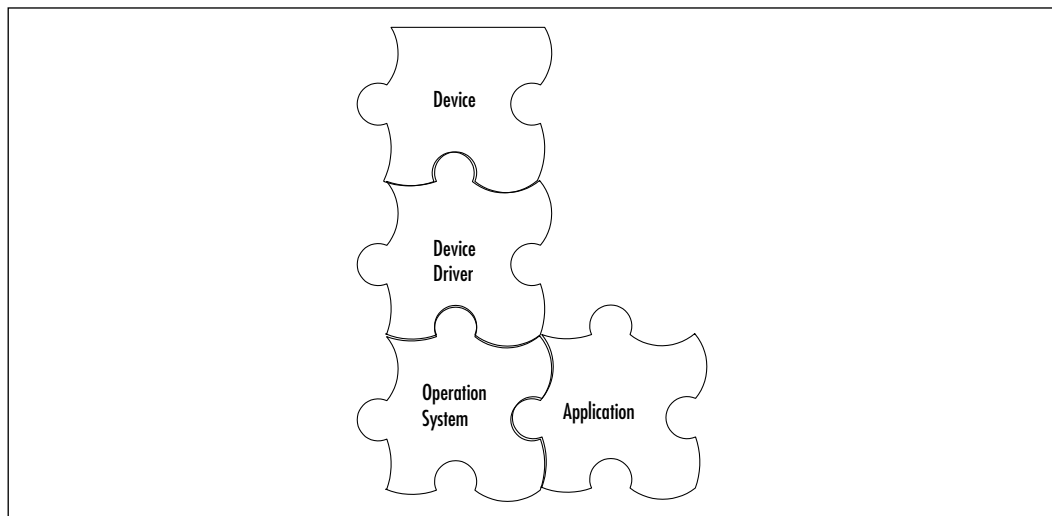 Device
Device
Driver
Operation
System
Application